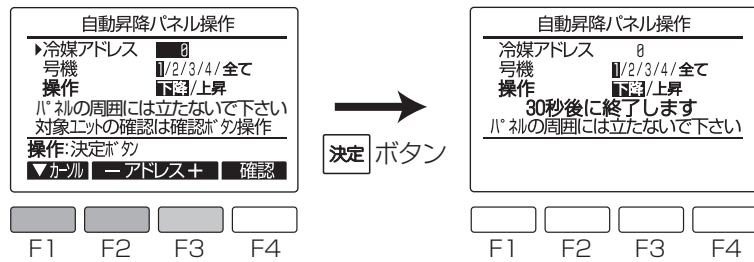 自動昇降パネル操作
▶冷媒アドレス 0
号機 1/2/3/4/全て
操作 下降/上昇
パネルの周囲には立たないで下さい
対象ユニットの確認は確認ボタン操作
操作:決定ボタン
▼カーソル − アドレス + 確認
F1 F2 F3 F4
決定 ボタン
自動昇降パネル操作
冷媒アドレス 0
号機 1/2/3/4/全て
操作 下降/上昇
30秒後に終了します
パネルの周囲には立たないで下さい
F1 F2 F3 F4